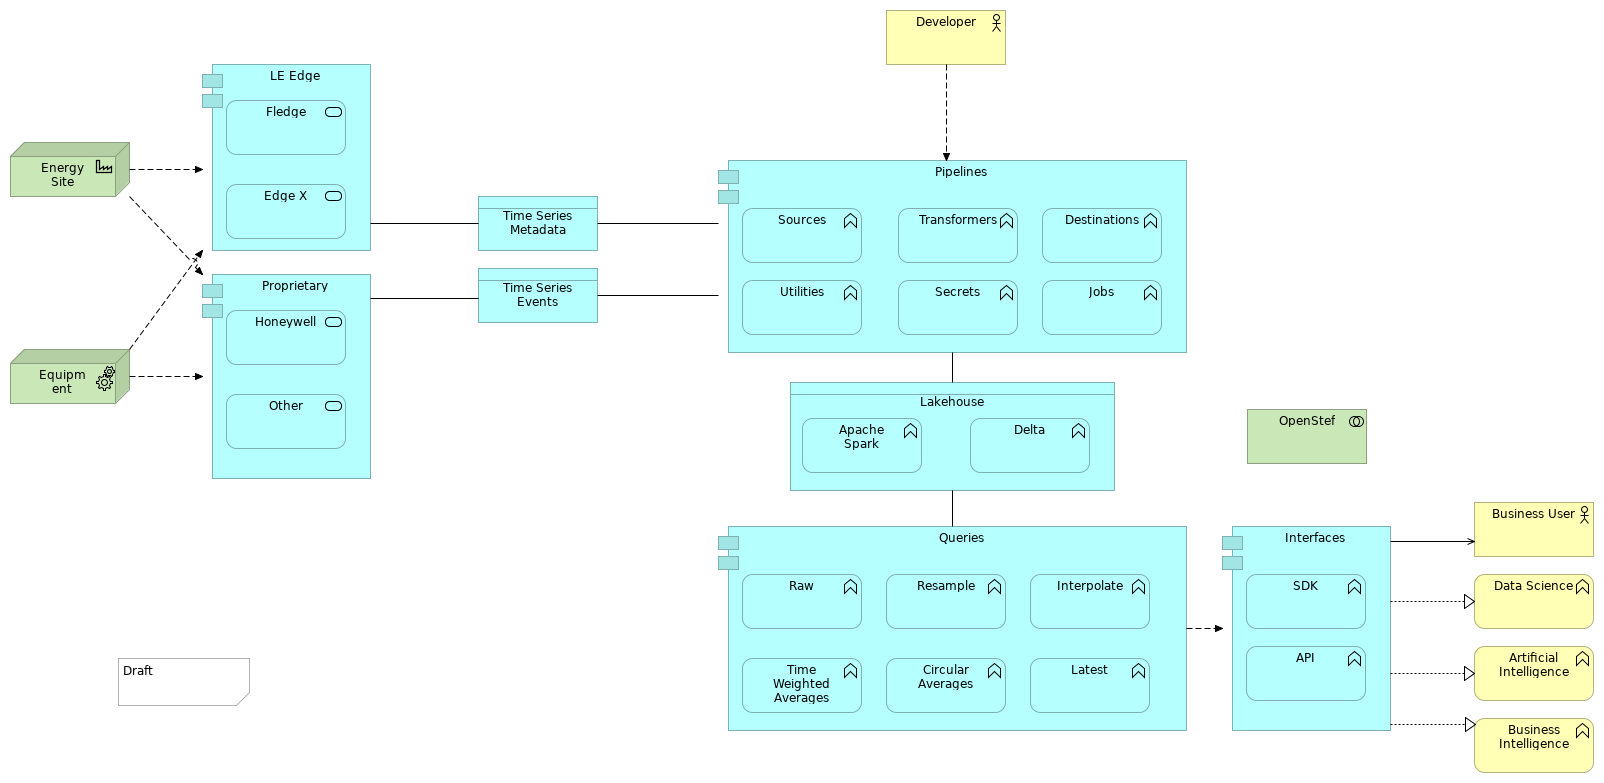 Developer
LE Edge
Fledge
Edge X
Energy
Site
Equipm
ent
Proprietary
Honeywell
Other
Time Series
Metadata
Time Series
Events
Pipelines
Sources
Transformers
Destinations
Utilities
Secrets
Jobs
Lakehouse
Apache
Spark
Delta
OpenStef
Queries
Raw
Resample
Interpolate
Time
Weighted
Averages
Circular
Averages
Latest
Interfaces
SDK
API
Business User
Data Science
Artificial
Intelligence
Business
Intelligence
Draft